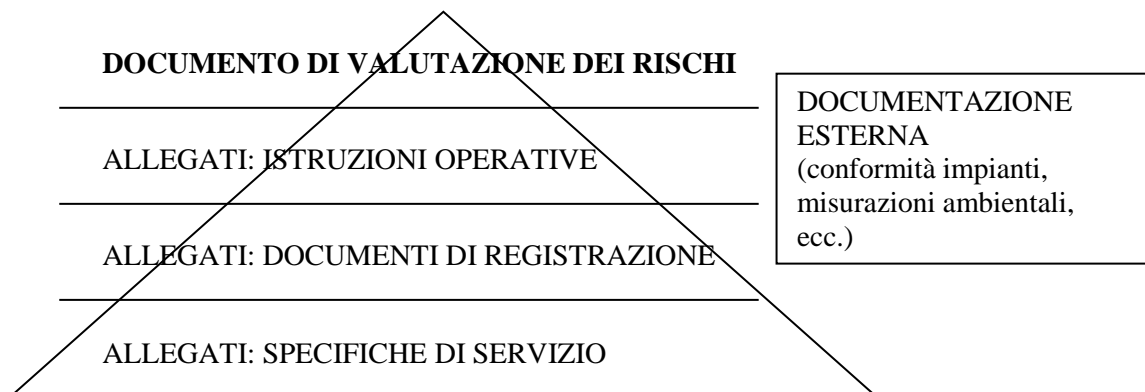 DOCUMENTO DI VALUTAZIONE DEI RISCHI
ALLEGATI: ISTRUZIONI OPERATIVE
ALLEGATI: DOCUMENTI DI REGISTRAZIONE
ALLEGATI: SPECIFICHE DI SERVIZIO
DOCUMENTAZIONE
ESTERNA
(conformità impianti,
misurazioni ambientali,
ecc.)